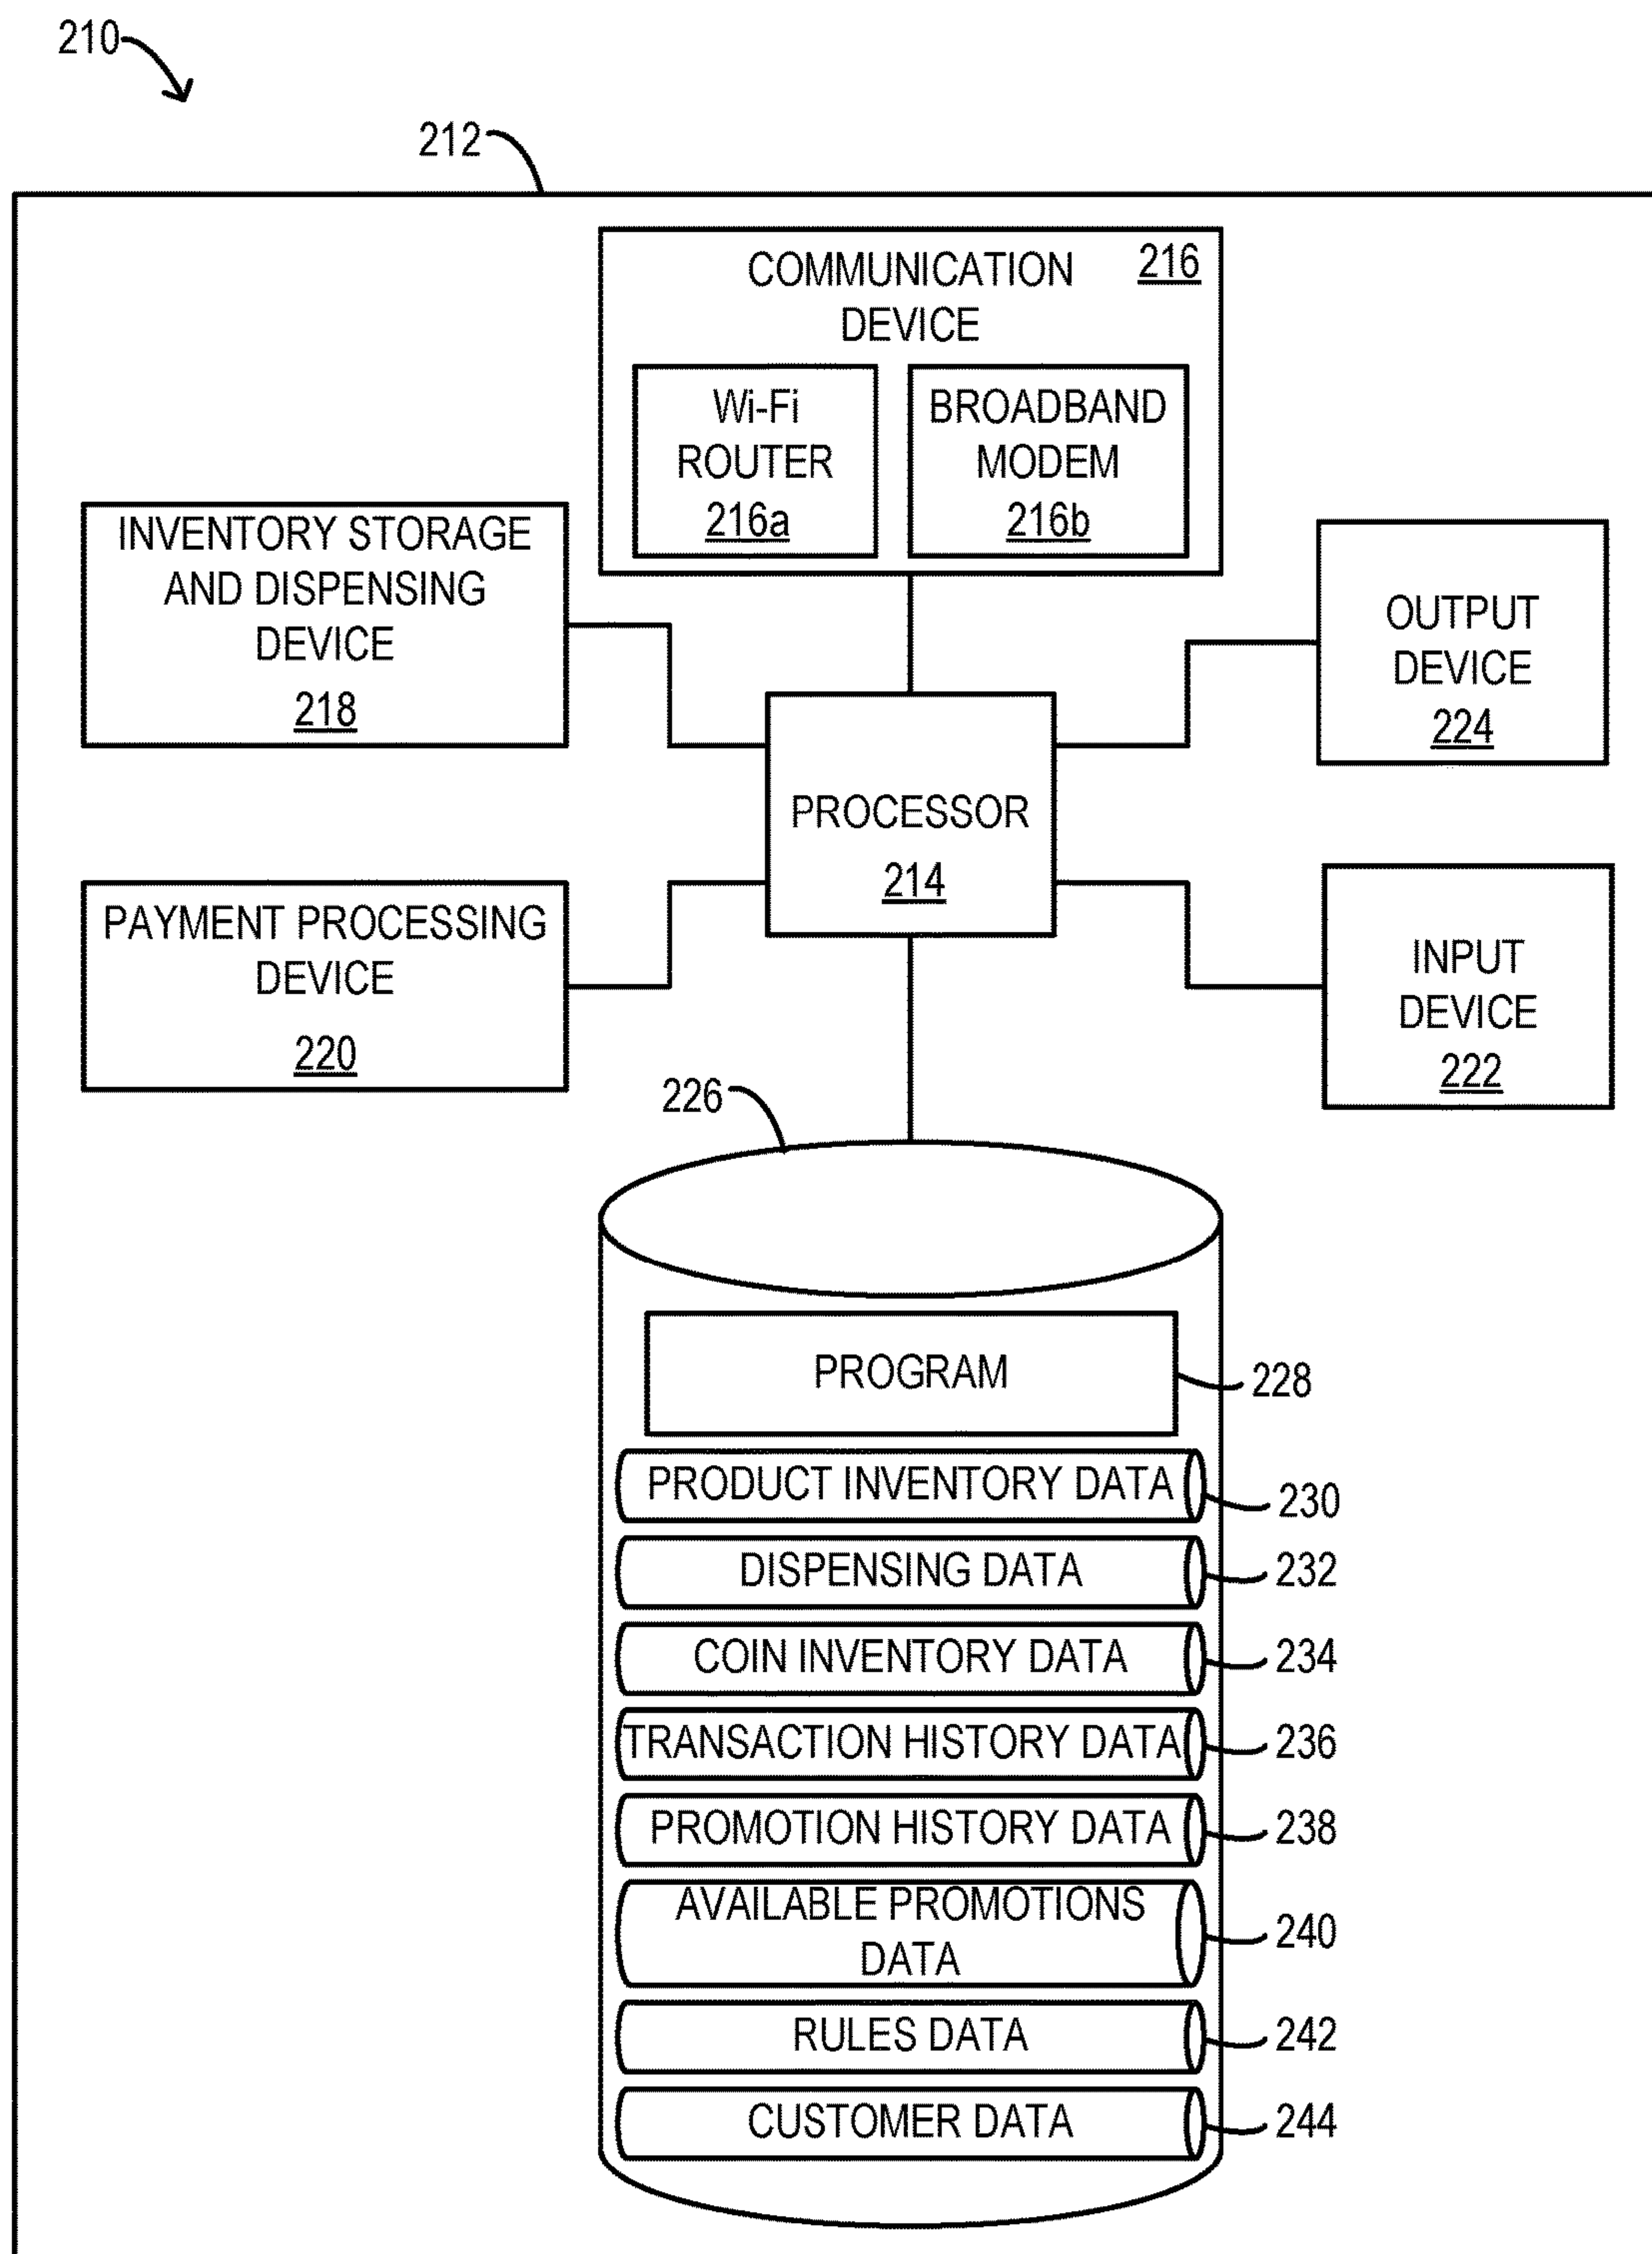 210
212
COMMUNICATION
DEVICE
216
Wi-Fi
ROUTER
216a
BROADBAND
MODEM
216b
INVENTORY STORAGE
AND DISPENSING
DEVICE
218
OUTPUT
DEVICE
224
PROCESSOR
214
PAYMENT PROCESSING
DEVICE
220
INPUT
DEVICE
222
226
PROGRAM
228
PRODUCT INVENTORY DATA
230
DISPENSING DATA
232
COIN INVENTORY DATA
234
TRANSACTION HISTORY DATA
236
PROMOTION HISTORY DATA
238
AVAILABLE PROMOTIONS
DATA
240
RULES DATA
242
CUSTOMER DATA
244